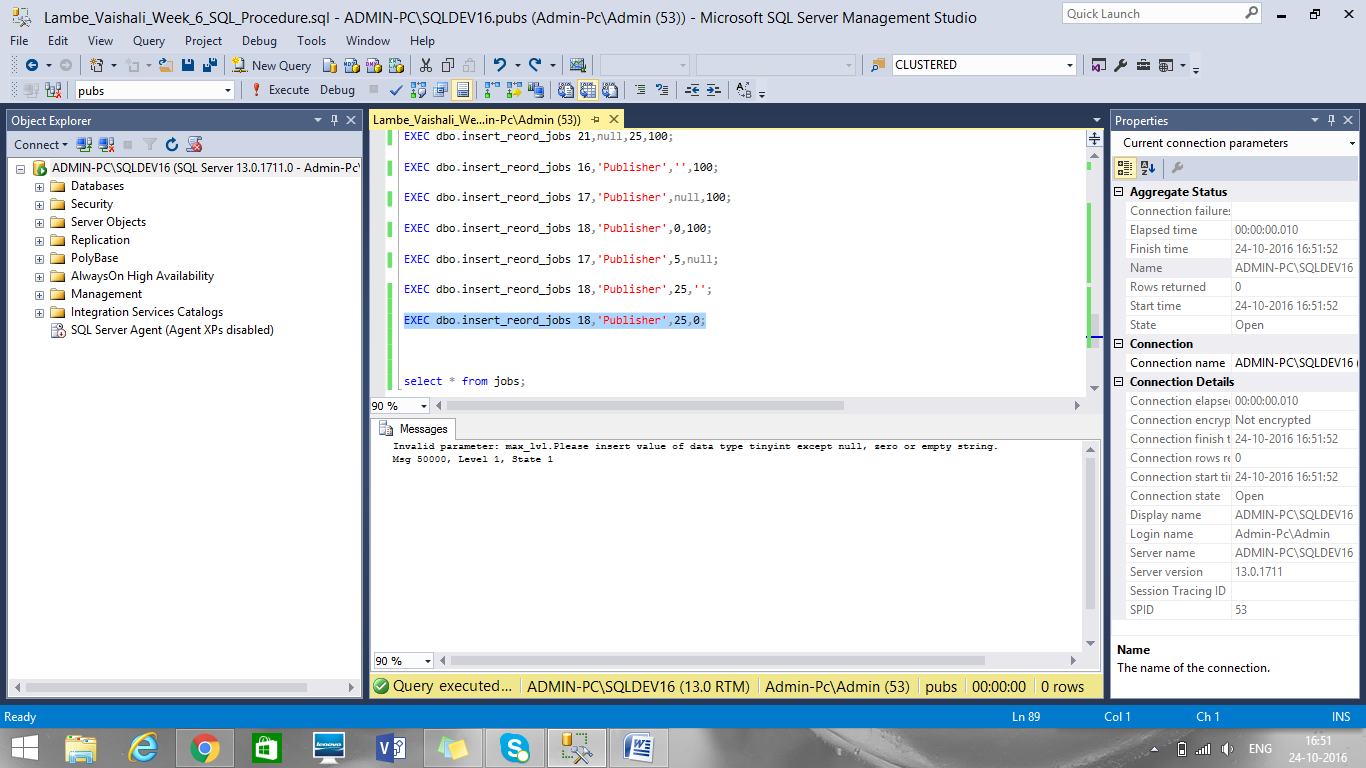 Lambe_Vaishali_Week_6_SQL_Procedure.sql - ADMIN-PC\SQLDEV16.pubs (Admin-Pc\Admin (53)) - Microsoft SQL Server Management Studio
Quick Launch
File Edit View Query Project Debug Tools Window Help
New Query
CLUSTERED
pubs
Execute Debug
Object Explorer
Connect
ADMIN-PC\SQLDEV16 (SQL Server 13.0.1711.0 - Admin-Pc\
Databases
Security
Server Objects
Replication
PolyBase
AlwaysOn High Availability
Management
Integration Services Catalogs
SQL Server Agent (Agent XPs disabled)
Lambe_Vaishali_We...in-Pc\Admin (53))
EXEC dbo.insert_reord_jobs 21,null,25,100;
EXEC dbo.insert_reord_jobs 16,'Publisher','',100;
EXEC dbo.insert_reord_jobs 17,'Publisher',null,100;
EXEC dbo.insert_reord_jobs 18,'Publisher',0,100;
EXEC dbo.insert_reord_jobs 17,'Publisher',5,null;
EXEC dbo.insert_reord_jobs 18,'Publisher',25,'';
EXEC dbo.insert_reord_jobs 18,'Publisher',25,0;
select * from jobs;
90 %
Messages
Invalid parameter: max_lvl.Please insert value of data type tinyint except null, zero or empty string.
Msg 50000, Level 1, State 1
90 %
Query executed... ADMIN-PC\SQLDEV16 (13.0 RTM) Admin-Pc\Admin (53) pubs 00:00:00 0 rows
Properties
Current connection parameters
Aggregate Status
Connection failures
Elapsed time 00:00:00.010
Finish time 24-10-2016 16:51:52
Name ADMIN-PC\SQLDEV16
Rows returned 0
Start time 24-10-2016 16:51:52
State Open
Connection
Connection name ADMIN-PC\SQLDEV16 (
Connection Details
Connection elapse 00:00:00.010
Connection encryp Not encrypted
Connection finish t 24-10-2016 16:51:52
Connection rows re 0
Connection start ti 24-10-2016 16:51:52
Connection state Open
Display name ADMIN-PC\SQLDEV16
Login name Admin-Pc\Admin
Server name ADMIN-PC\SQLDEV16
Server version 13.0.1711
Session Tracing ID
SPID 53
Name
The name of the connection.
Ready Ln 89 Col 1 Ch 1 INS
lenovo
ENG
16:51
24-10-2016